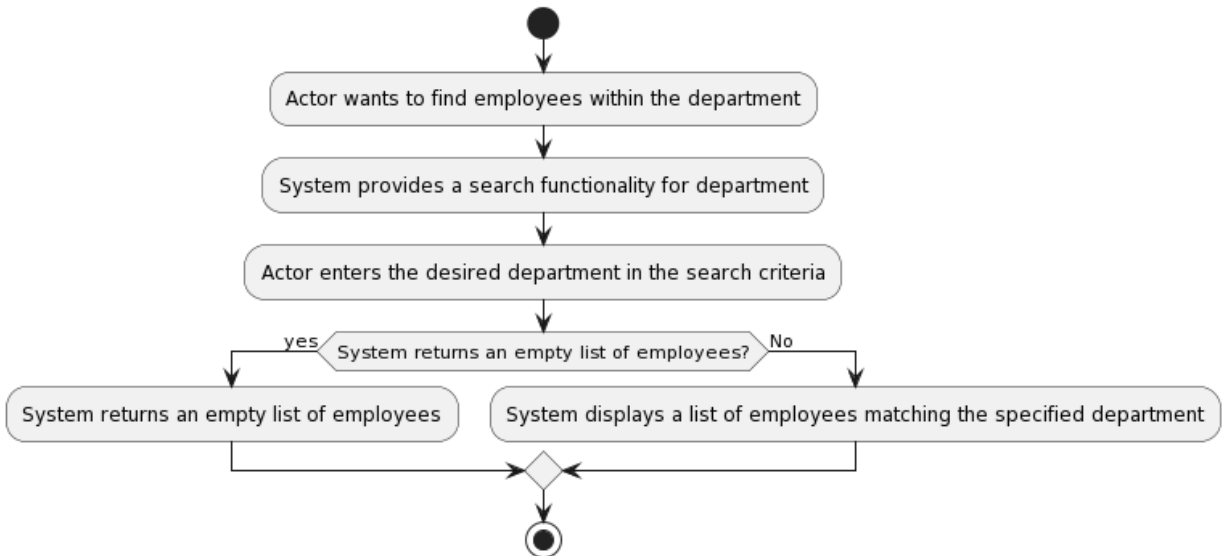 Actor wants to find employees within the department
System provides a search functionality for department
Actor enters the desired department in the search criteria
yes
System returns an empty list of employees?
No
System returns an empty list of employees
System displays a list of employees matching the specified department